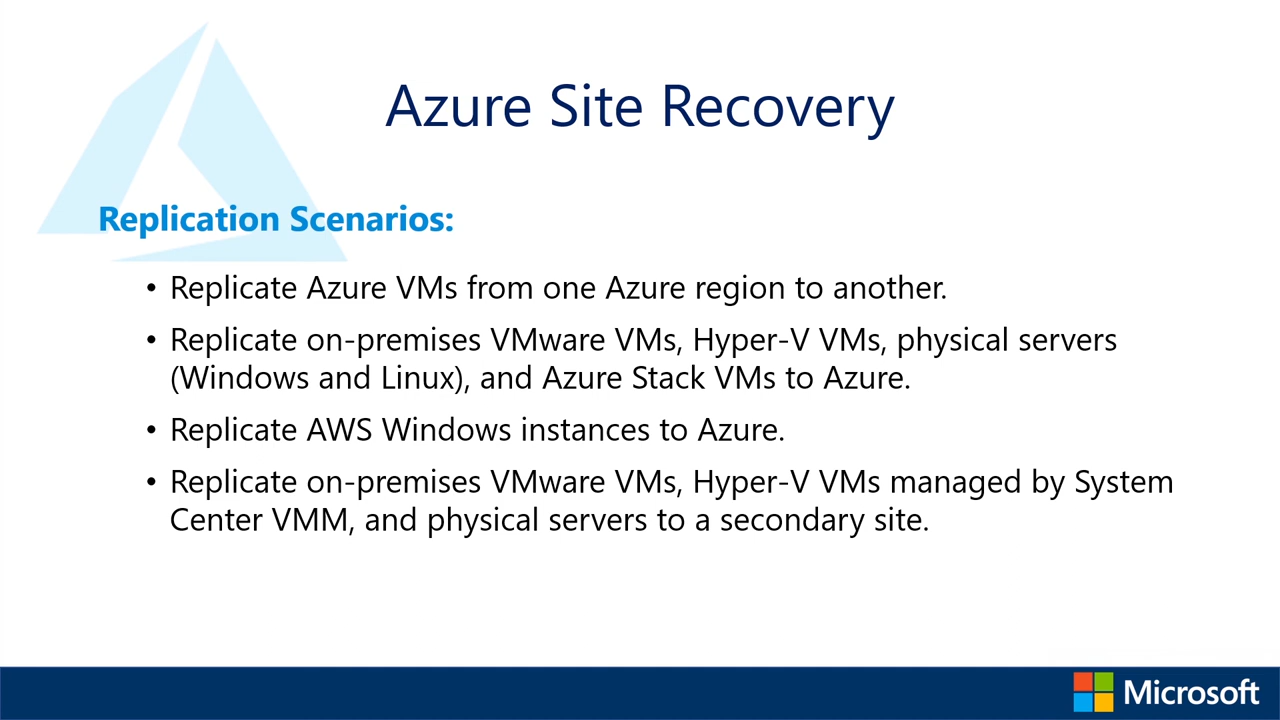 Azure Site Recovery
Replication Scenarios:
• Replicate Azure VMs from one Azure region to another.
• Replicate on-premises VMware VMs, Hyper-V VMs, physical servers
(Windows and Linux), and Azure Stack VMs to Azure.
• Replicate AWS Windows instances to Azure.
• Replicate on-premises VMware VMs, Hyper-V VMs managed by System
Center VMM, and physical servers to a secondary site.
Microsoft